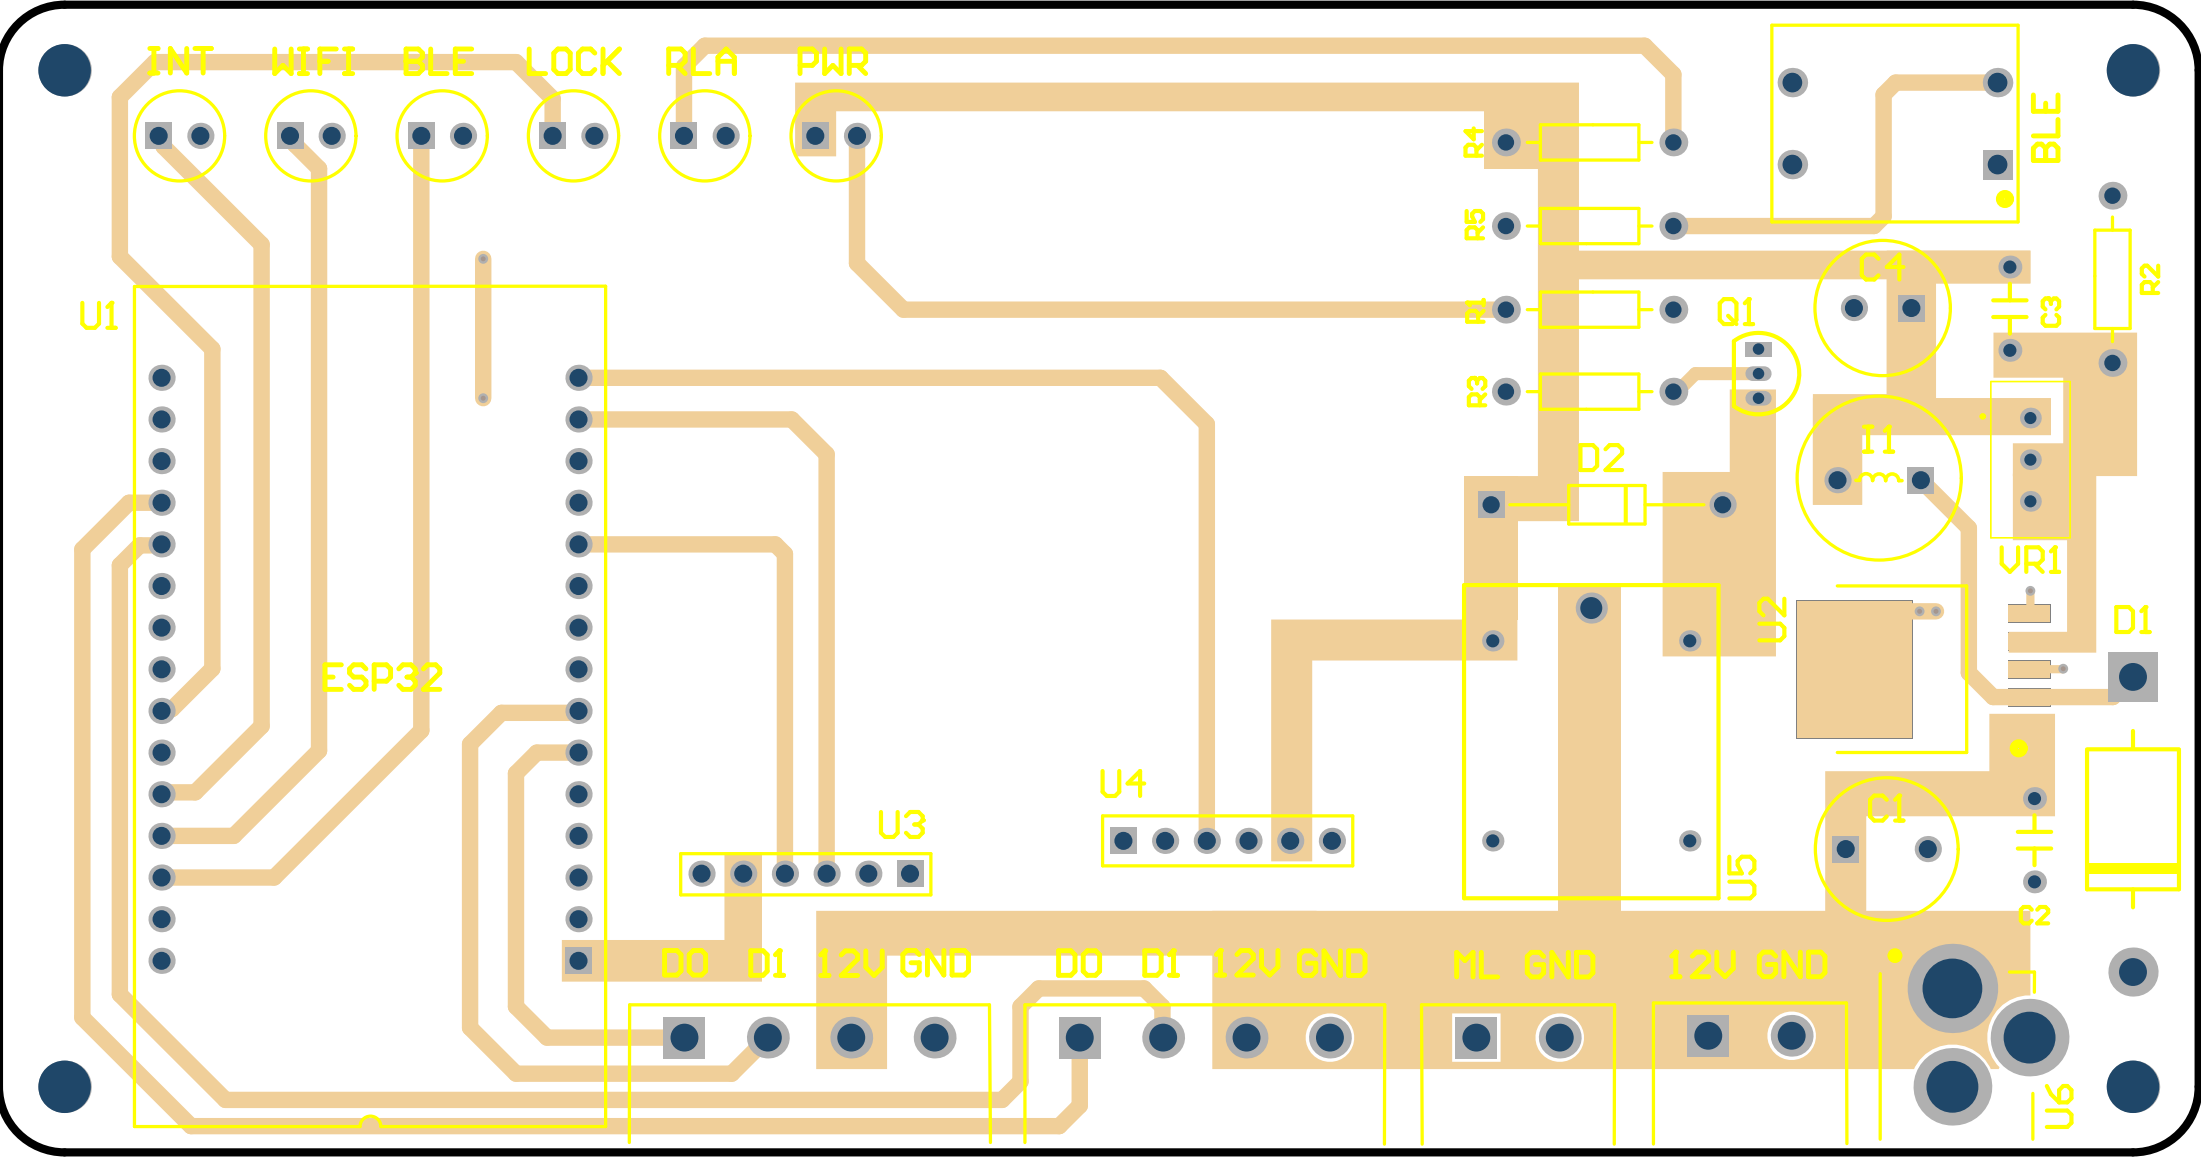 INT WIFI BLE LOCK RLA PWR
BLE
R4
R5
R2
C4
U1
R1
Q1
C3
R3
I1
D2
VR1
U2
D1
ESP32
U4
U3
C1
U5
C2
D0 D1 12V GND D0 D1 12V GND ML GND 12V GND
U6